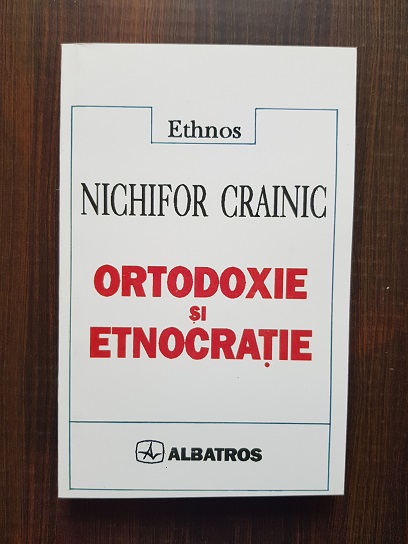 Ethnos
NICHIFOR CRAINIC
ORTODOXIE
ȘI
ETNOCRAȚIE
ALBATROS